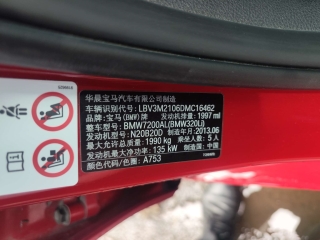 华晨宝马汽车有限公司制造
车辆识别代号: LBV3M2106DMC16462
品牌: 宝马(BMW)牌 发动机排量: 1997 ml
整车型号: BMW7200AL(BMW320Li)
发动机型号: N20B20D 制造年月: 2013.06
最大允许总质量: 1990 kg 乘坐人数: 5 人
发动机最大净功率: 135 kW 制造国: 中国
颜色代码/色圈: A753